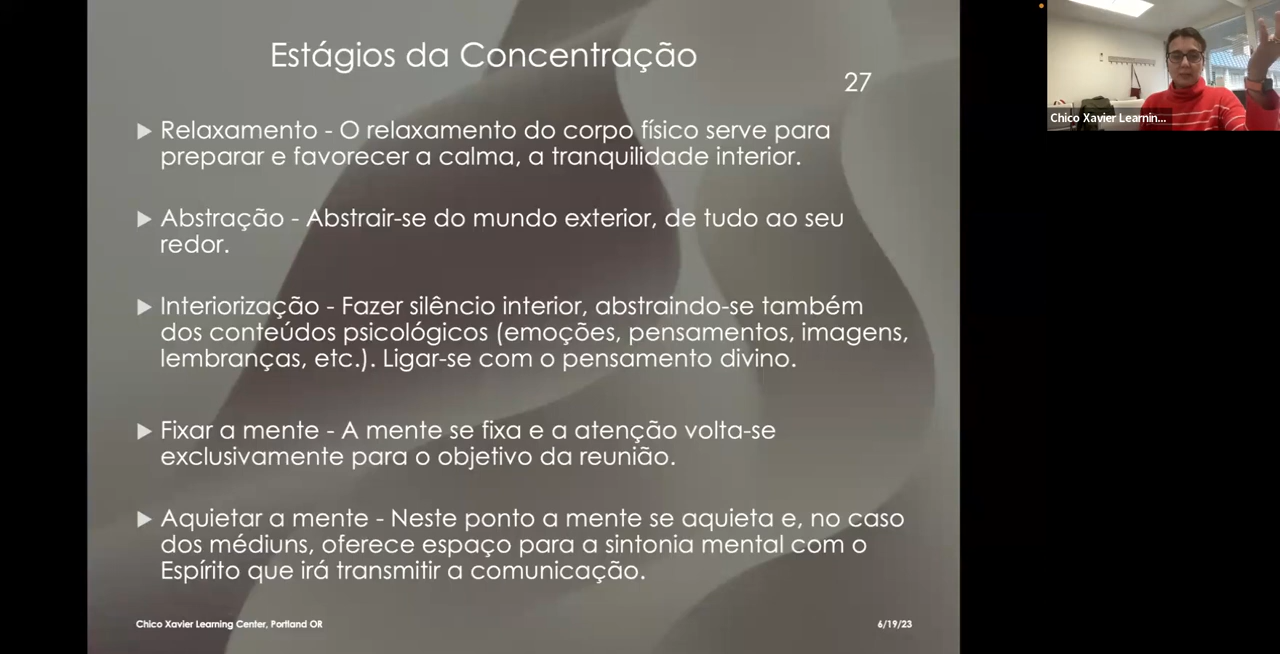 Estágios da Concentração
27
Relaxamento - O relaxamento do corpo físico serve para
preparar e favorecer a calma, a tranquilidade interior.
Abstração - Abstrair-se do mundo exterior, de tudo ao seu
redor.
Interiorização - Fazer silêncio interior, abstraindo-se também
dos conteúdos psicológicos (emoções, pensamentos, imagens,
lembranças, etc.). Ligar-se com o pensamento divino.
Fixar a mente - A mente se fixa e a atenção volta-se
exclusivamente para o objetivo da reunião.
Aquietar a mente - Neste ponto a mente se aquieta e, no caso
dos médiuns, oferece espaço para a sintonia mental com o
Espírito que irá transmitir a comunicação.
Chico Xavier Learning Center, Portland OR
6/19/23
Chico Xavier Learnin...